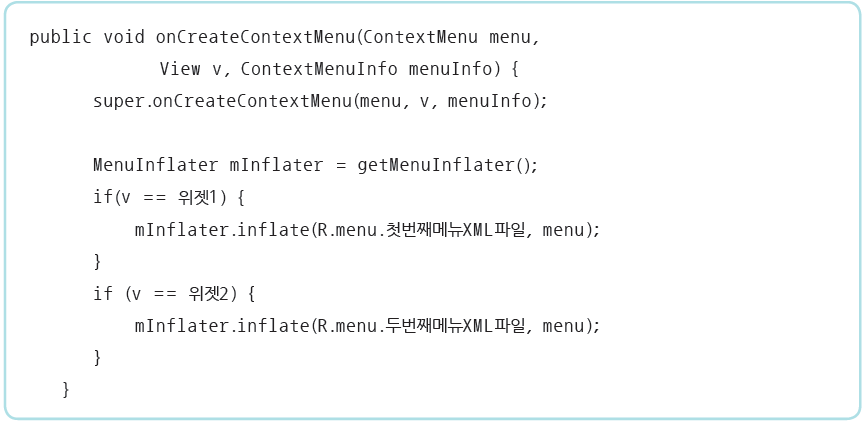 public void onCreateContextMenu(ContextMenu menu,
View v, ContextMenuInfo menuInfo) {
super.onCreateContextMenu(menu, v, menuInfo);
MenuInflater mInflater = getMenuInflater();
if(v == 위젯1) {
mInflater.inflate(R.menu.첫번째메뉴XML파일, menu);
}
if (v == 위젯2) {
mInflater.inflate(R.menu.두번째메뉴XML파일, menu);
}
}